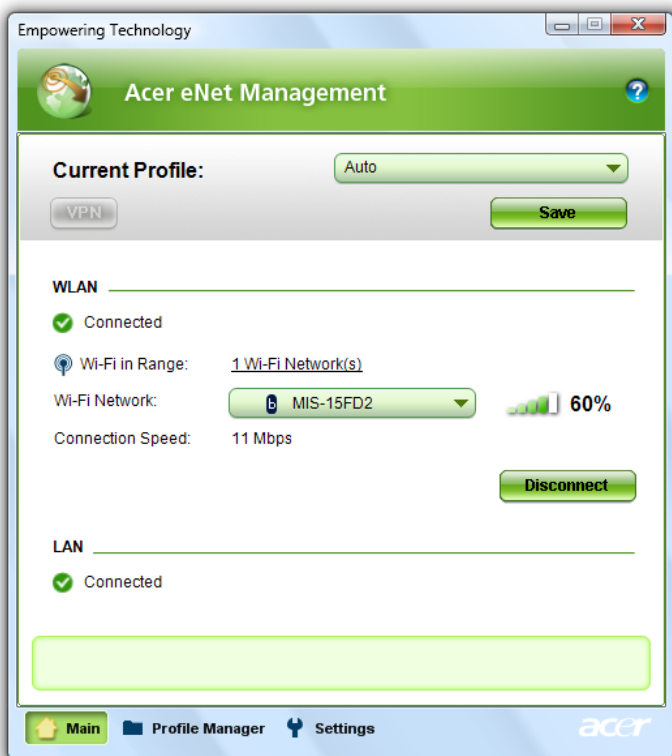 Empowering Technology
Acer eNet Management
?
Current Profile: Auto
VPN Save
WLAN
Connected
Wi-Fi in Range: 1 Wi-Fi Network(s)
Wi-Fi Network: b MIS-15FD2 60%
Connection Speed: 11 Mbps
Disconnect
LAN
Connected
Main Profile Manager Settings acer